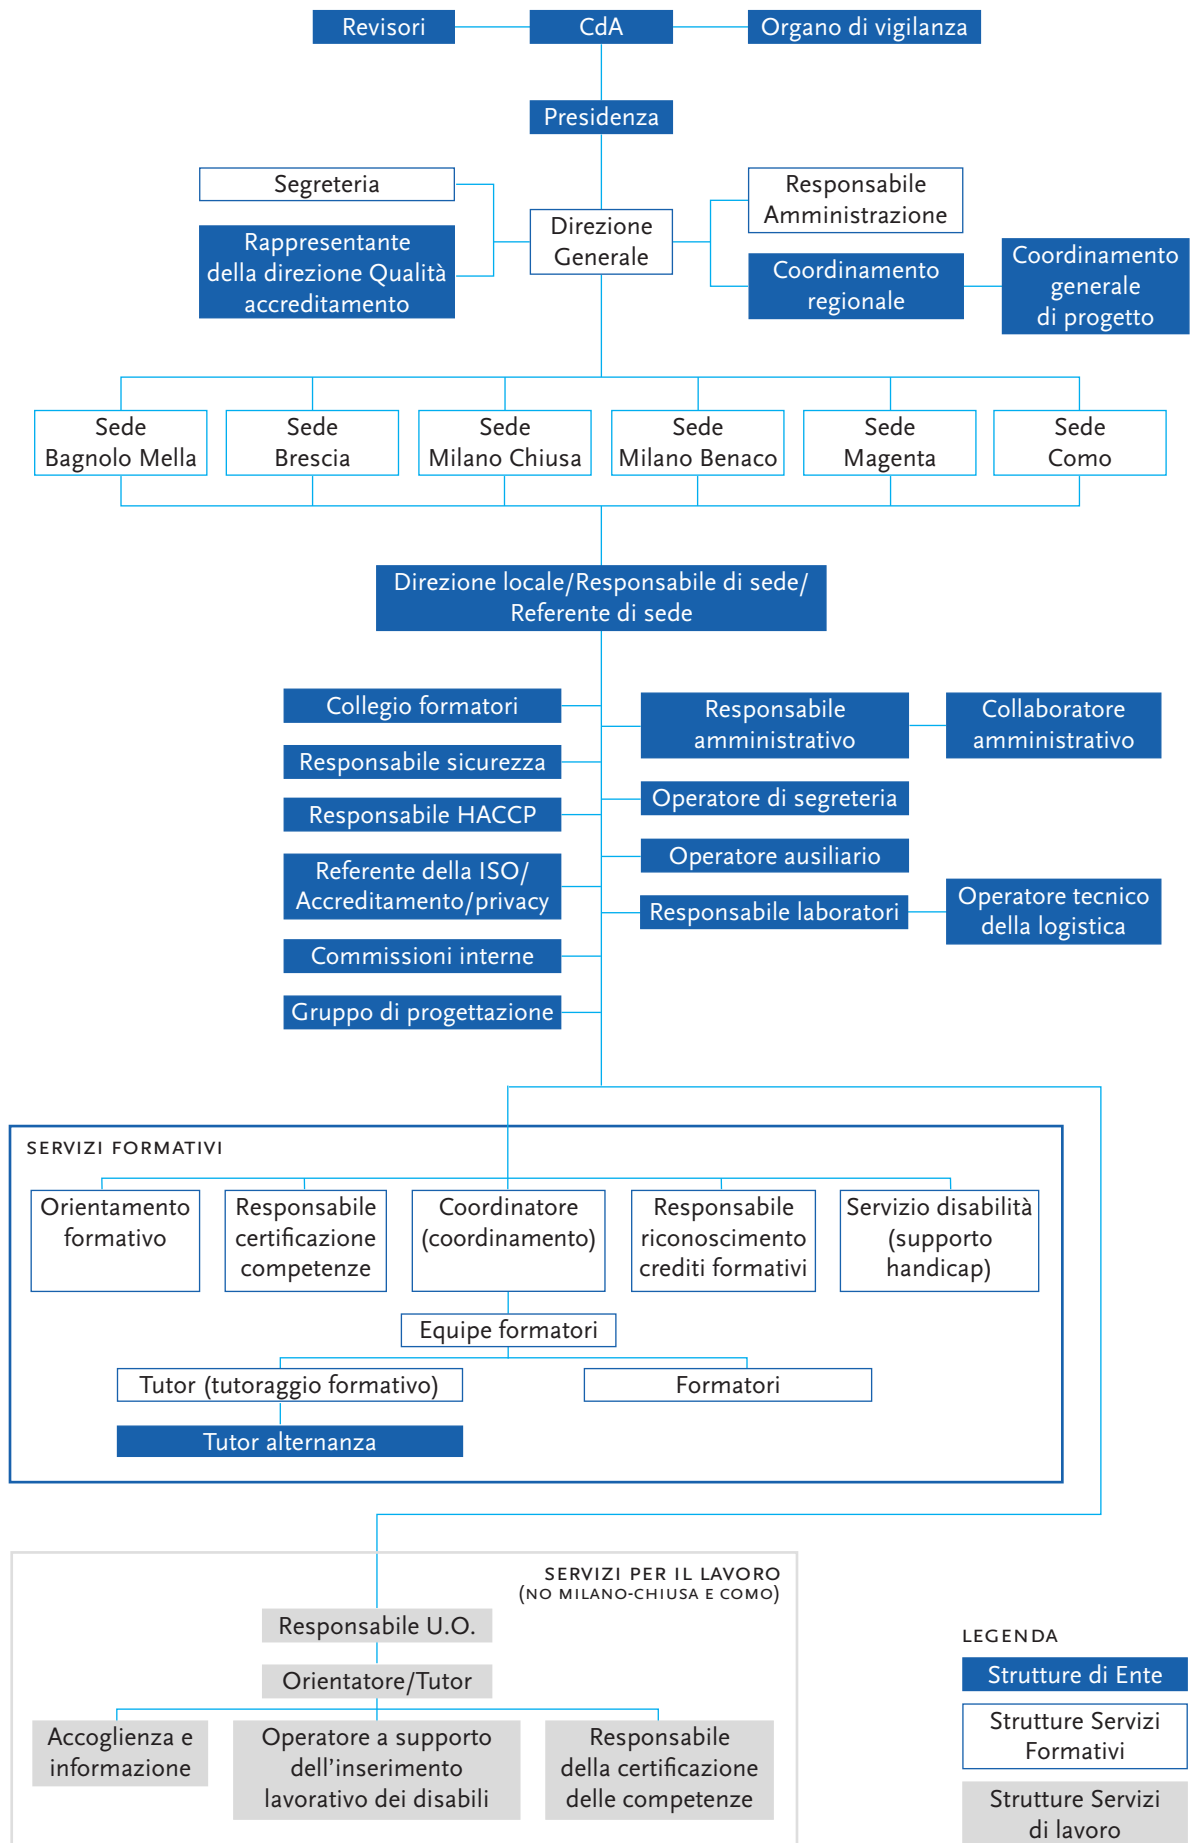 Revisori
CdA
Organo di vigilanza
Presidenza
Segreteria
Responsabile
Amministrazione
Direzione
Generale
Rappresentante
della direzione Qualità
accreditamento
Coordinamento
regionale
Coordinamento
generale
di progetto
Sede
Bagnolo Mella
Sede
Brescia
Sede
Milano Chiusa
Sede
Milano Benaco
Sede
Magenta
Sede
Como
Direzione locale/Responsabile di sede/
Referente di sede
Collegio formatori
Responsabile sicurezza
Responsabile HACCP
Referente della ISO/
Accreditamento/privacy
Commissioni interne
Gruppo di progettazione
Responsabile
amministrativo
Collaboratore
amministrativo
Operatore di segreteria
Operatore ausiliario
Responsabile laboratori
Operatore tecnico
della logistica
SERVIZI FORMATIVI
Orientamento
formativo
Responsabile
certificazione
competenze
Coordinatore
(coordinamento)
Responsabile
riconoscimento
crediti formativi
Servizio disabilità
(supporto
handicap)
Equipe formatori
Tutor (tutoraggio formativo)
Formatori
Tutor alternanza
SERVIZI PER IL LAVORO
(NO MILANO-CHIUSA E COMO)
Responsabile U.O.
Orientatore/Tutor
Accoglienza e
informazione
Operatore a supporto
dell'inserimento
lavorativo dei disabili
Responsabile
della certificazione
delle competenze
LEGENDA
Strutture di Ente
Strutture Servizi
Formativi
Strutture Servizi
di lavoro